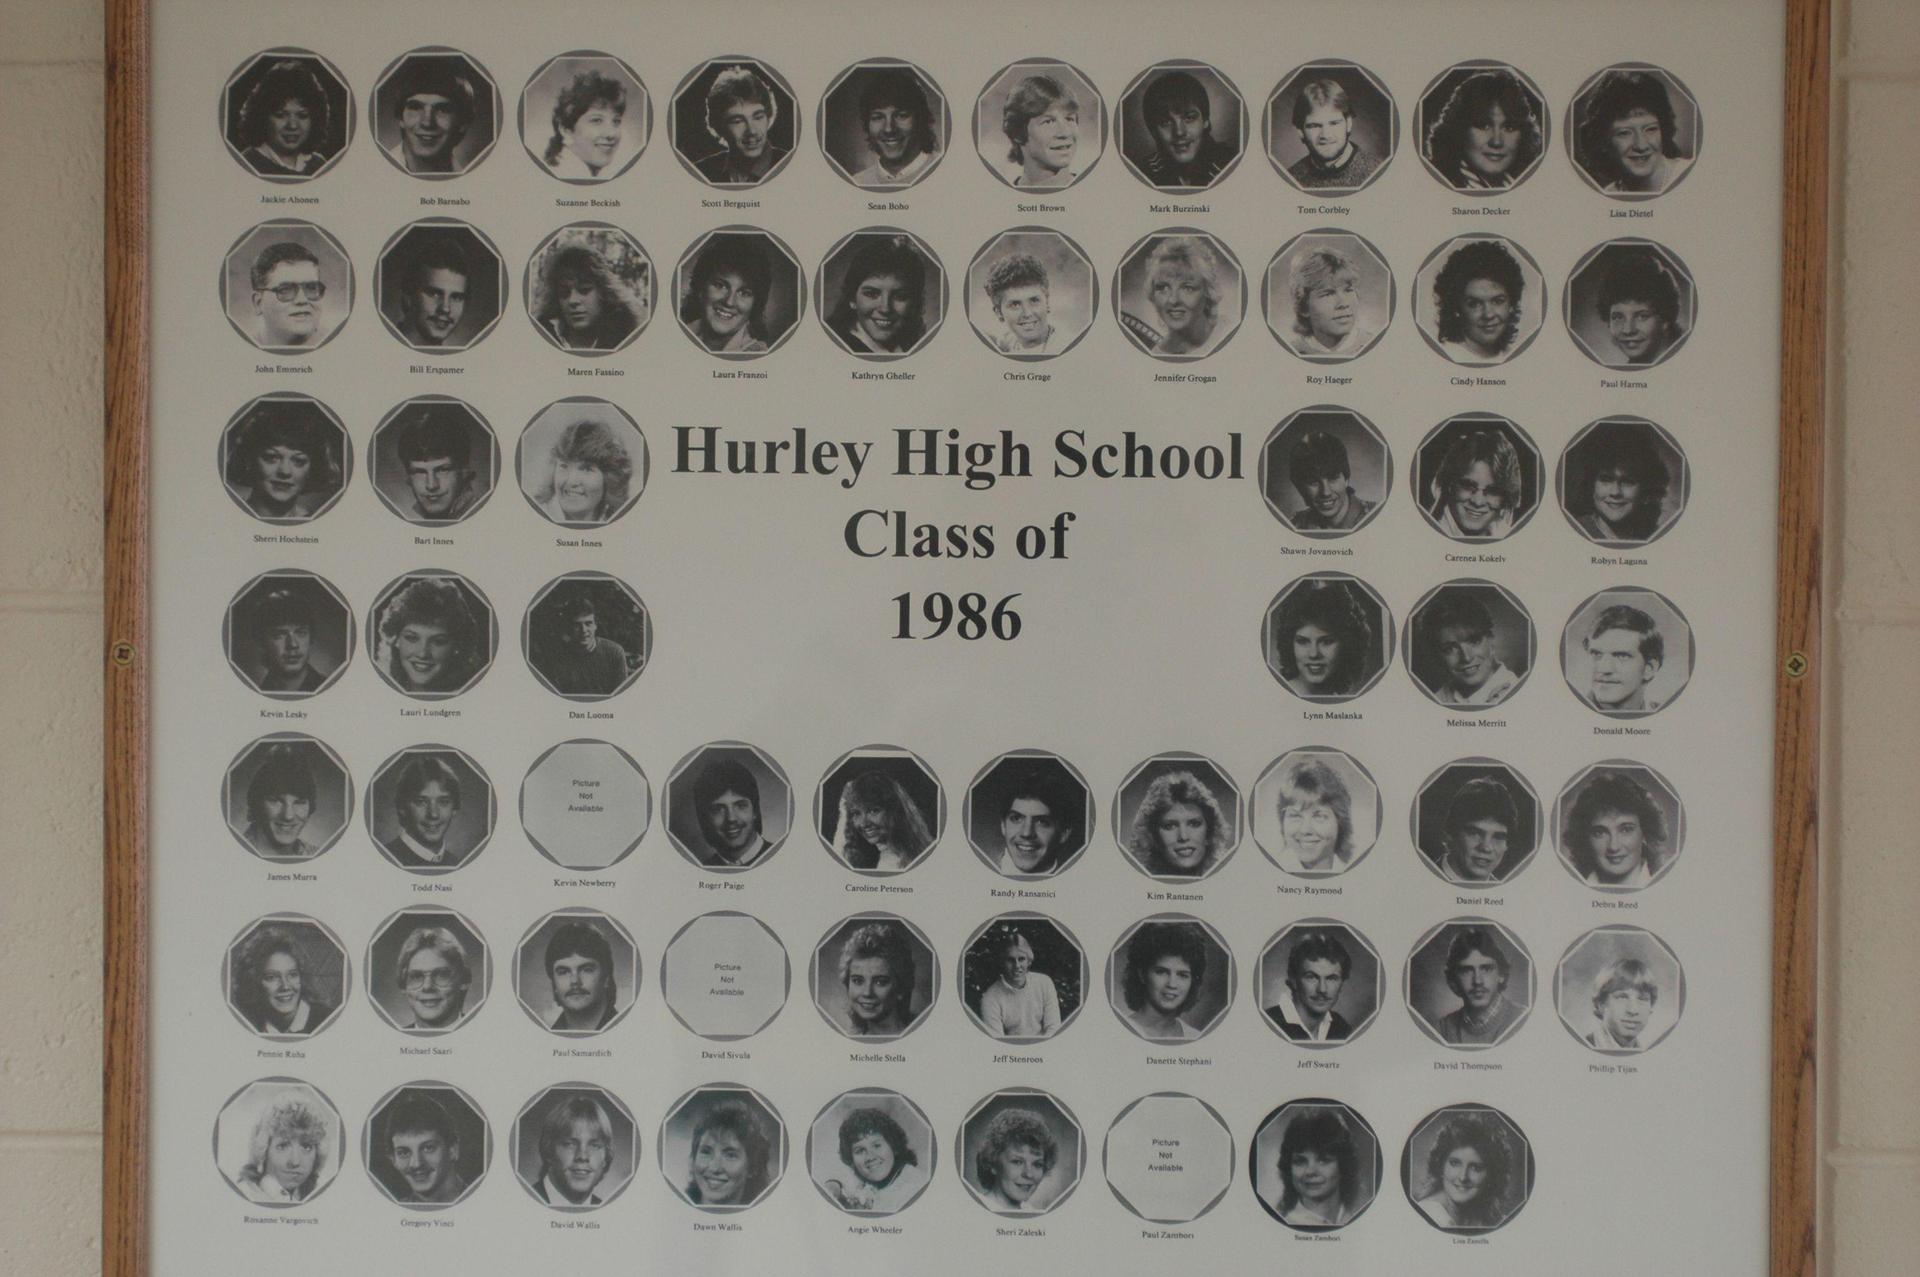 Jackie Ahonen
Bob Barnabo
Suzanne Beckish
Scott Bergquist
Sean Boho
Scott Brown
Mark Burzinski
Tom Corbley
Sharon Decker
Lisa Dietel
John Emmrich
Bill Erspamer
Maren Fassino
Laura Franzoi
Kathryn Gheller
Chris Grage
Jennifer Grogan
Roy Haeger
Cindy Hanson
Paul Harma
Hurley High School
Class of
1986
Sherri Hochstein
Bart Innes
Susan Innes
Shawn Jovanovich
Carenea Kokely
Robyn Laguna
Kevin Lesky
Lauri Lundgren
Dan Luoma
Lynn Maslanka
Melissa Merritt
Donald Moore
Picture
Not
Available
James Murra
Todd Nasi
Kevin Newberry
Roger Paige
Caroline Peterson
Randy Ransanici
Kim Rantanen
Nancy Raymond
Daniel Reed
Debra Reed
Picture
Not
Available
Pennie Roha
Michael Saari
Paul Samardich
David Sivula
Michelle Stella
Jeff Stenroos
Danette Stephani
Jeff Swartz
David Thompson
Phillip Tijan
Picture
Not
Available
Roxanne Vargovich
Gregory Vinci
David Wallis
Dawn Wallis
Angie Wheeler
Sheri Zaleski
Paul Zambori
Susan Zambori
Lisa